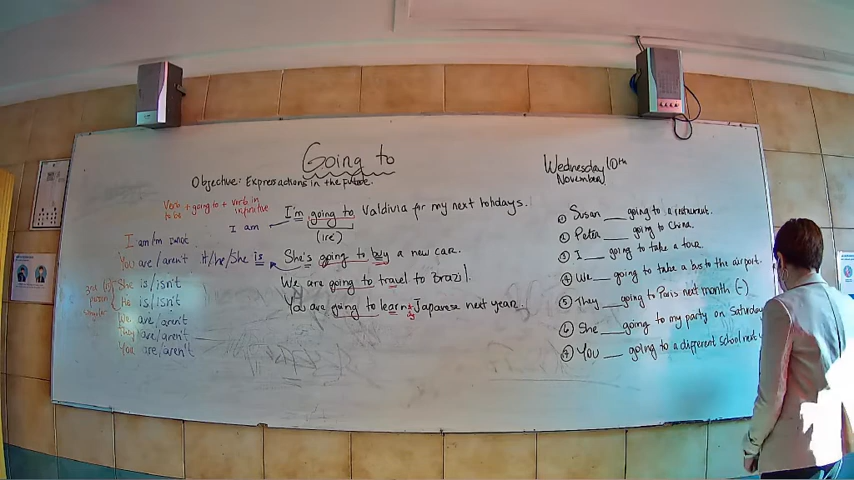 Going to
Objective: Express actions in the future.
Wednesday 10th
November
Verb + going to + verb in
to be infinitive
I am
I'm going to Valdivia for my next holidays.
(ire)
I am/I'm not
You are/aren't It/he/She is
She's going to buy a new car.
3rd (s)
person
singular
She is/isn't
He is/isn't
We are going to travel to Brazil.
We are/aren't
They are/aren't
You are/aren't
You are going to learn Japanese next year.
① Susan ___ going to a
② Peter ___ going to China.
③ I ___ going to take a tour.
④ We ___ going to take a bus to the airport.
⑤ They ___ going to Paris next month (-)
⑥ She ___ going to my party on Saturday
⑦ You ___ going to a different school next